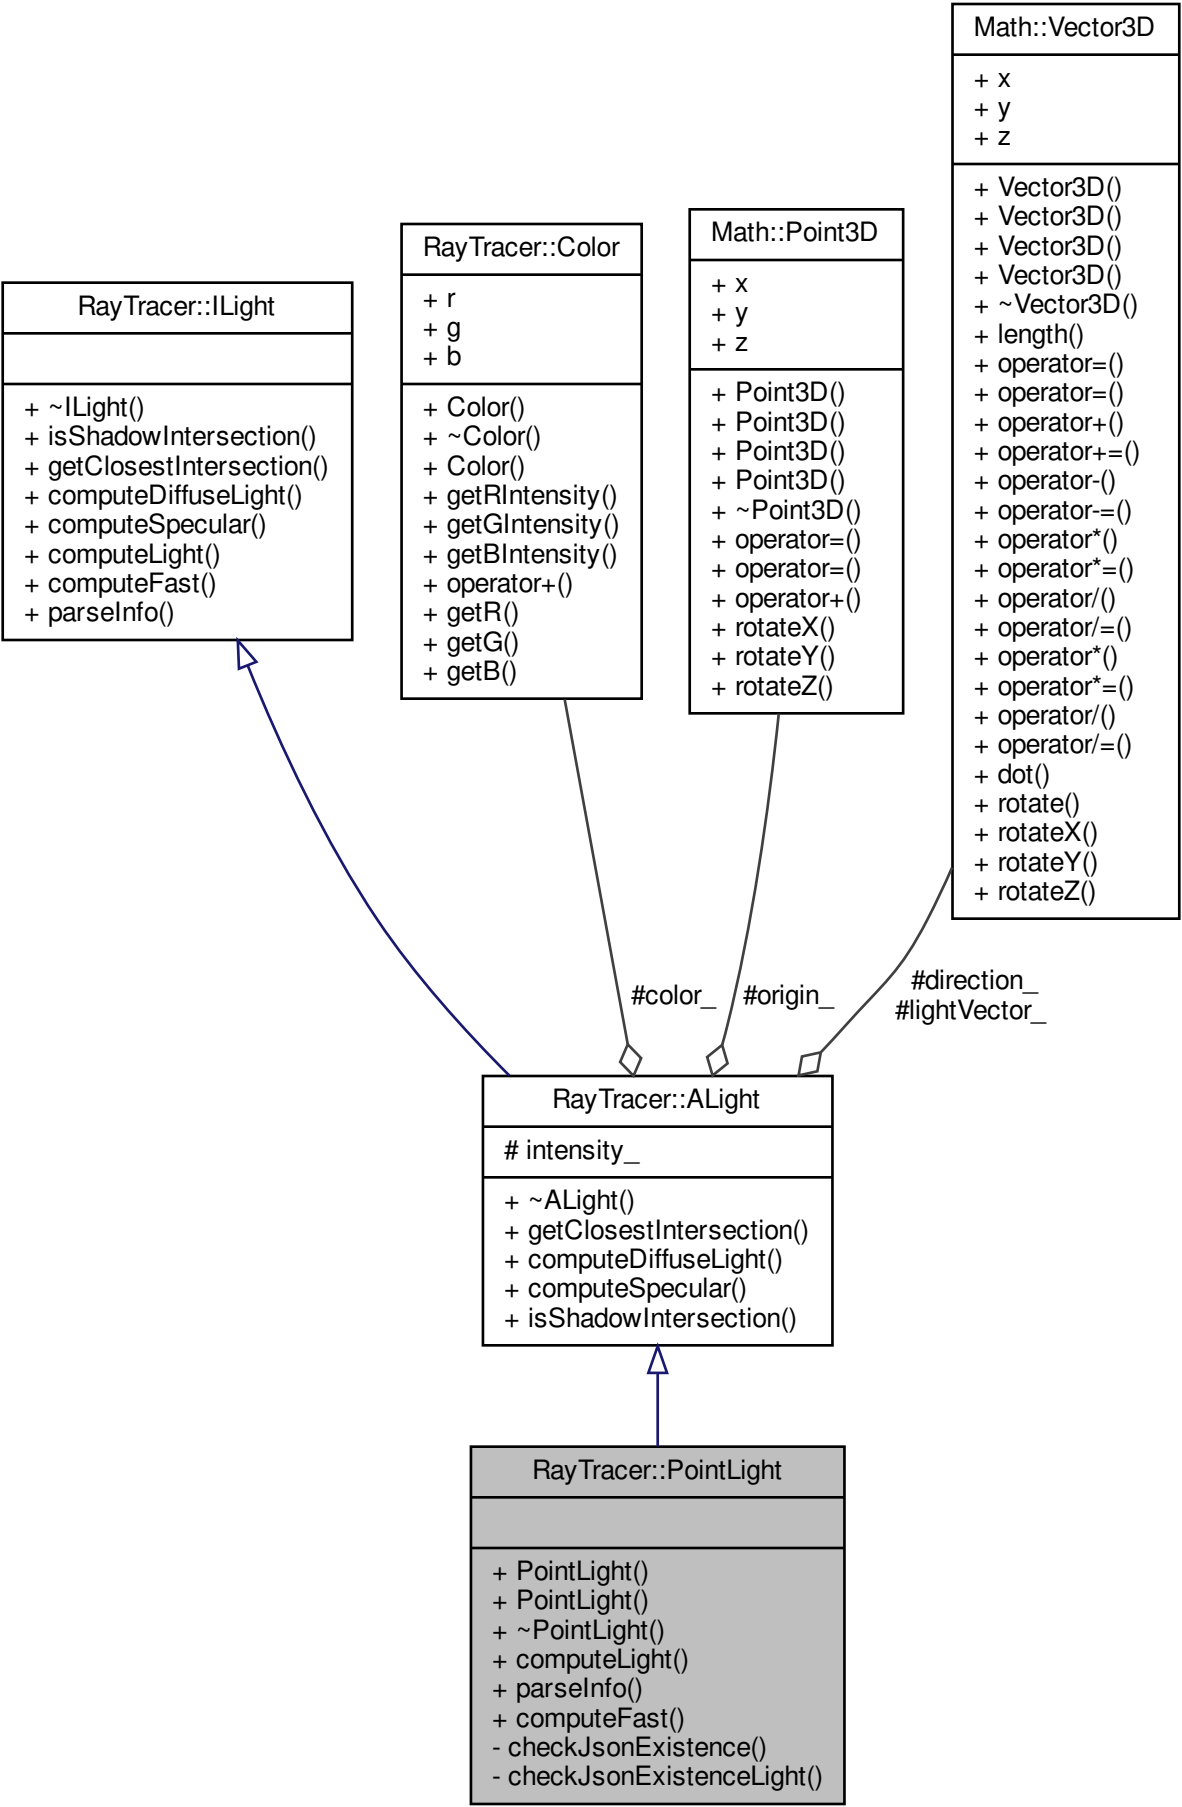 Math::Vector3D
+ x
+ y
+ z
+ Vector3D()
+ Vector3D()
+ Vector3D()
+ Vector3D()
+ ~Vector3D()
+ length()
+ operator=()
+ operator=()
+ operator+()
+ operator+=()
+ operator-()
+ operator-=()
+ operator*()
+ operator*=()
+ operator/()
+ operator/=()
+ operator*()
+ operator*=()
+ operator/()
+ operator/=()
+ dot()
+ rotate()
+ rotateX()
+ rotateY()
+ rotateZ()
Math::Point3D
+ x
+ y
+ z
+ Point3D()
+ Point3D()
+ Point3D()
+ Point3D()
+ ~Point3D()
+ operator=()
+ operator=()
+ operator+()
+ rotateX()
+ rotateY()
+ rotateZ()
RayTracer::Color
+ r
+ g
+ b
+ Color()
+ ~Color()
+ Color()
+ getRIntensity()
+ getGIntensity()
+ getBIntensity()
+ operator+()
+ getR()
+ getG()
+ getB()
RayTracer::ILight
+ ~ILight()
+ isShadowIntersection()
+ getClosestIntersection()
+ computeDiffuseLight()
+ computeSpecular()
+ computeLight()
+ computeFast()
+ parseInfo()
#color_
#origin_
#direction_
#lightVector_
RayTracer::ALight
# intensity_
+ ~ALight()
+ getClosestIntersection()
+ computeDiffuseLight()
+ computeSpecular()
+ isShadowIntersection()
RayTracer::PointLight
+ PointLight()
+ PointLight()
+ ~PointLight()
+ computeLight()
+ parseInfo()
+ computeFast()
- checkJsonExistence()
- checkJsonExistenceLight()